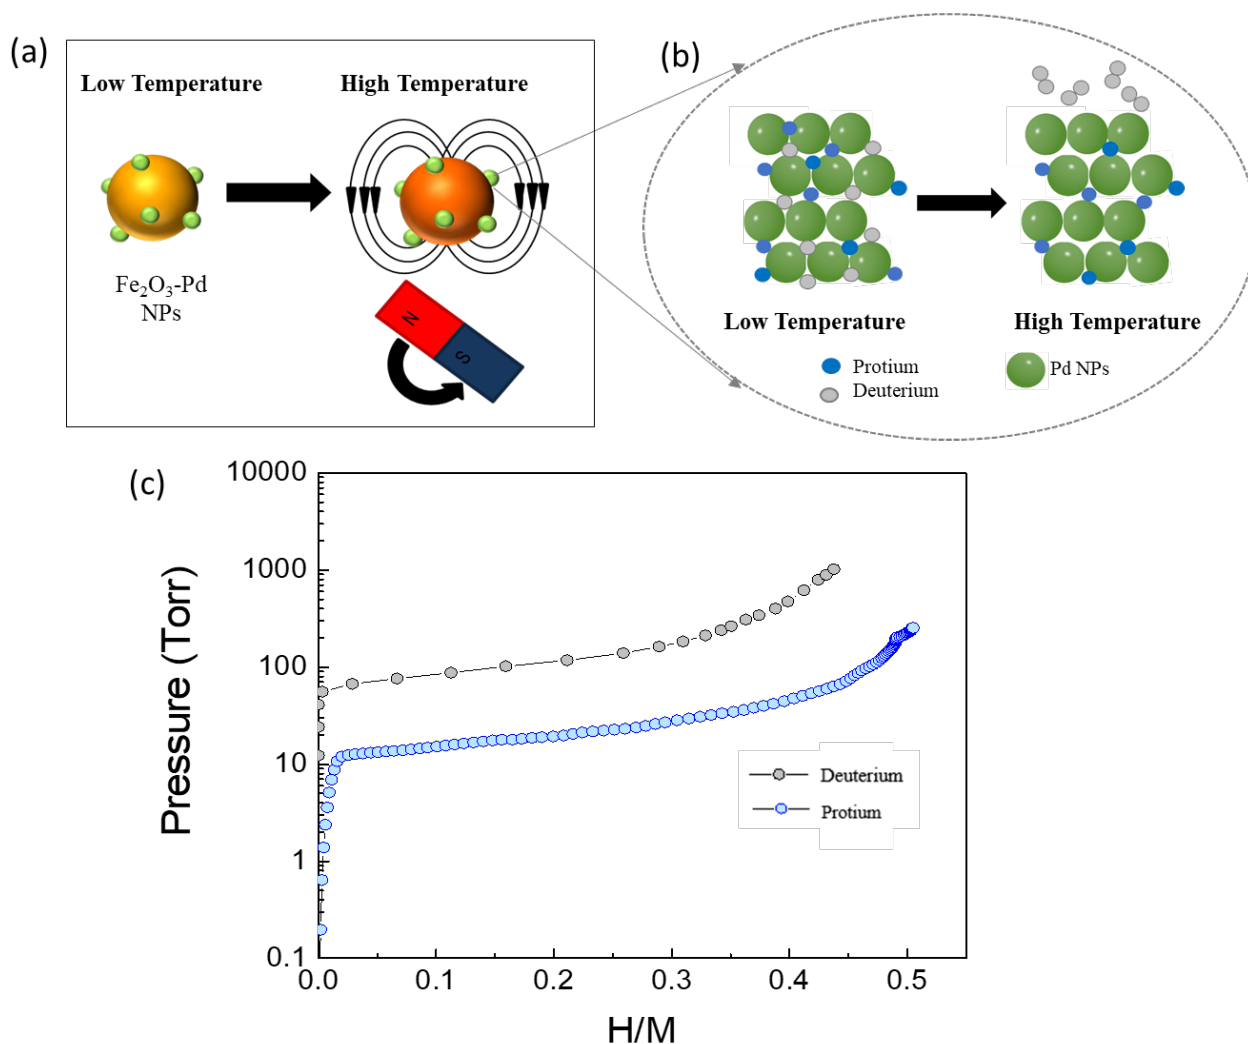 (a)
Low Temperature
High Temperature
Fe₂O₃-Pd
NPs
N
S
(b)
Low Temperature
High Temperature
Protium
Deuterium
Pd NPs
(c)
10000
1000
100
10
1
0.1
Pressure (Torr)
0.0
0.1
0.2
0.3
0.4
0.5
H/M
Deuterium
Protium